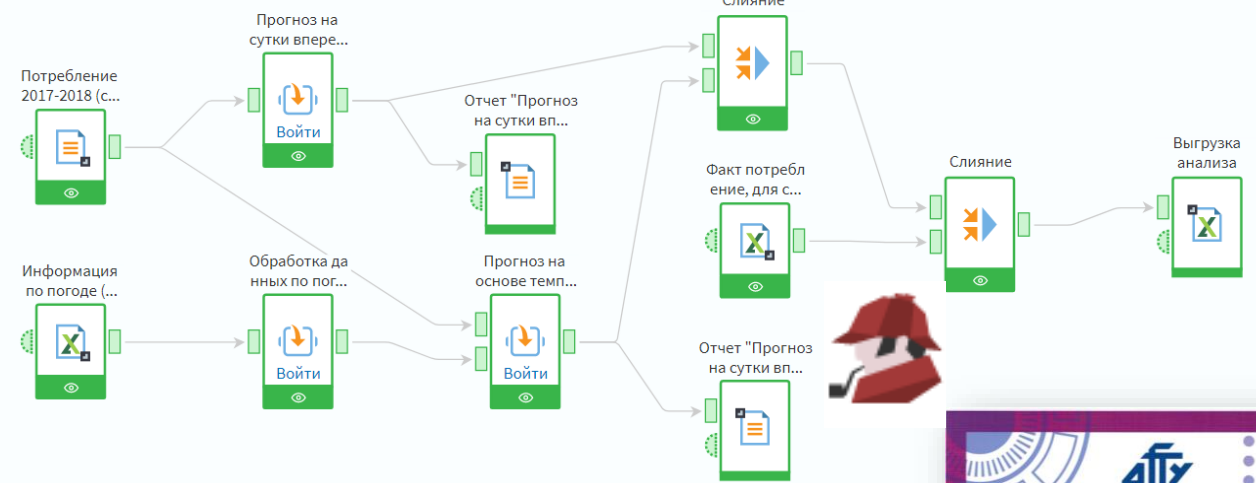 Слияние
Прогноз на
сутки впере...
Войти
Потребление
2017-2018 (с...
Отчет "Прогноз
на сутки вп...
Факт потребл
ение, для с...
Слияние
Выгрузка
анализа
Информация
по погоде (...
Обработка да
нных по пог...
Войти
Прогноз на
основе темп...
Войти
Отчет "Прогноз
на сутки вп...
АГТУ